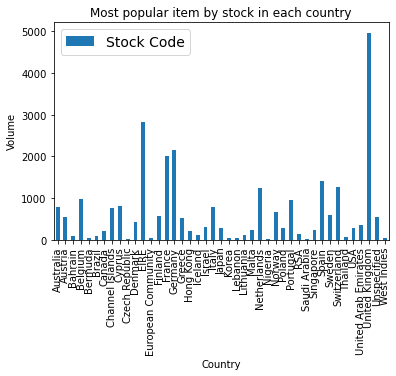 Most popular item by stock in each country
Stock Code
Volume
5000
4000
3000
2000
1000
0
Australia
Austria
Bahrain
Belgium
Bermuda
Brazil
Canada
Channel Islands
Cyprus
Czech Republic
Denmark
EIRE
European Community
Finland
France
Germany
Greece
Hong Kong
Iceland
Israel
Italy
Japan
Korea
Lebanon
Lithuania
Malta
Netherlands
Nigeria
Norway
Poland
Portugal
RSA
Saudi Arabia
Singapore
Spain
Sweden
Switzerland
Thailand
USA
United Arab Emirates
United Kingdom
Unspecified
West Indies
Country